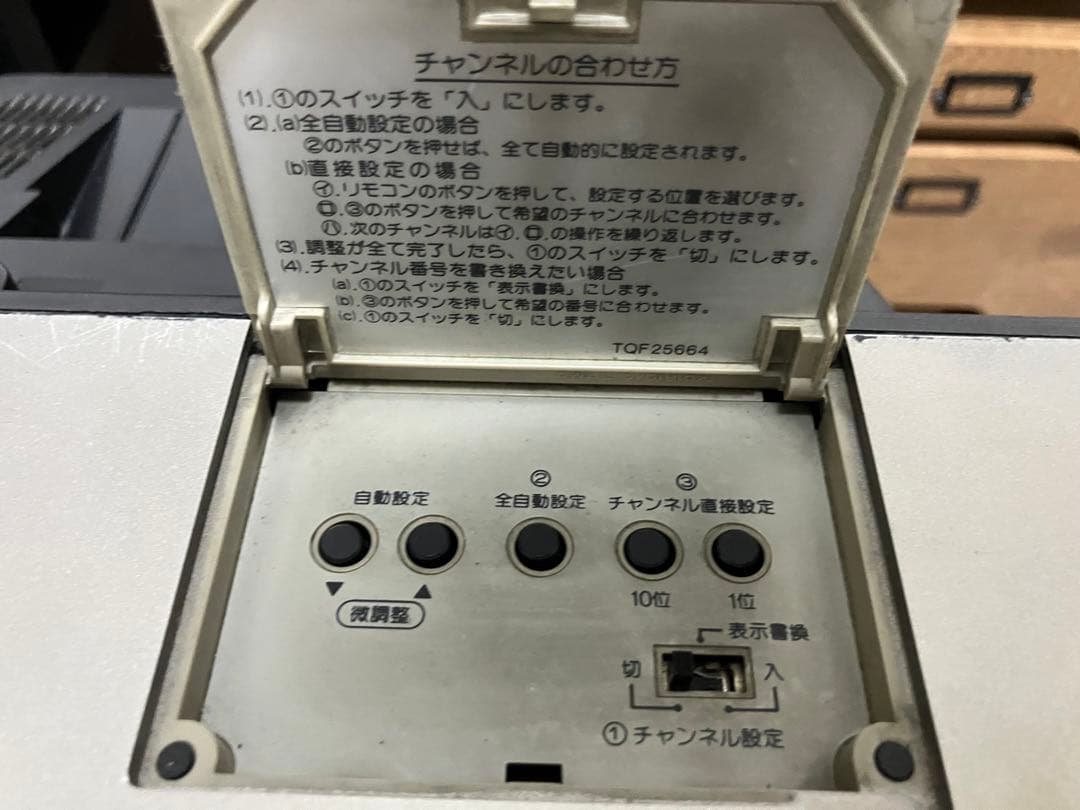 チャンネルの合わせ方
(1).①のスイッチを「入」にします。
(2).(a)全自動設定の場合
②のボタンを押せば、全て自動的に設定されます。
(b)直接設定の場合
㋑.リモコンのボタンを押して、設定する位置を選びます。
㋺.③のボタンを押して希望のチャンネルに合わせます。
㋩.次のチャンネルは㋑.㋺.の操作を繰り返します。
(3).調整が全て完了したら、①のスイッチを「切」にします。
(4).チャンネル番号を書き換えたい場合
(a).①のスイッチを「表示書換」にします。
(b).③のボタンを押して希望の番号に合わせます。
(c).①のスイッチを「切」にします。
TQF25664
自動設定
②
全自動設定
③
チャンネル直接設定
▼ ▲
微調整
10位
1位
表示書換
切
入
①チャンネル設定